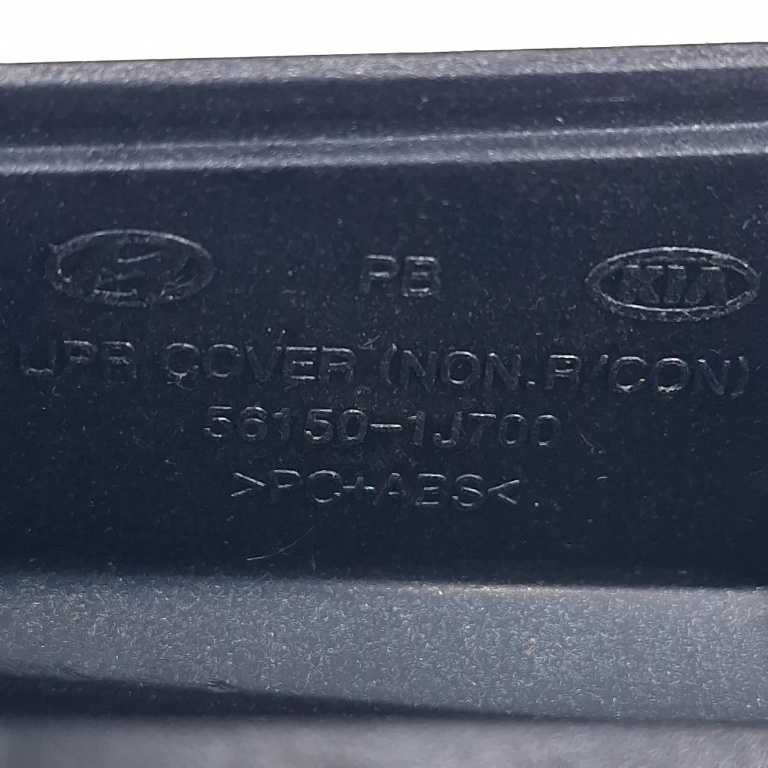 PB KIA
UPR COVER (NON.R/CON)
56150-1J700
>PC+ABS<